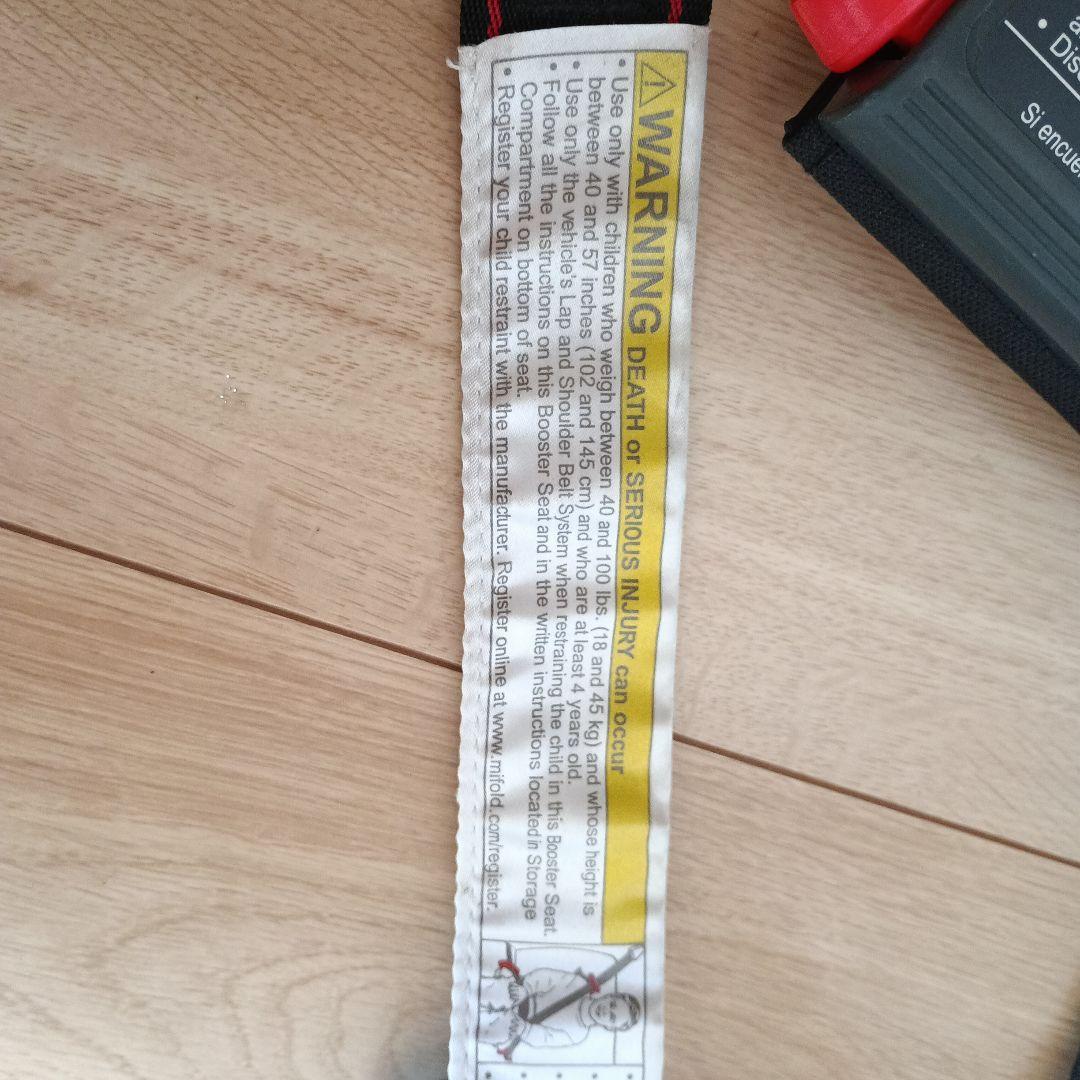 WARNING DEATH or SERIOUS INJURY can occur
• Use only with children who weigh between 40 and 100 lbs. (18 and 45 kg) and whose height is
between 40 and 57 inches (102 and 145 cm) and who are at least 4 years old.
• Use only the vehicle's Lap and Shoulder Belt System when restraining the child in this Booster Seat.
• Follow all the instructions on this Booster Seat and in the written instructions located in Storage
Compartment on bottom of seat.
• Register your child restraint with the manufacturer. Register online at www.mifold.com/register.
Si